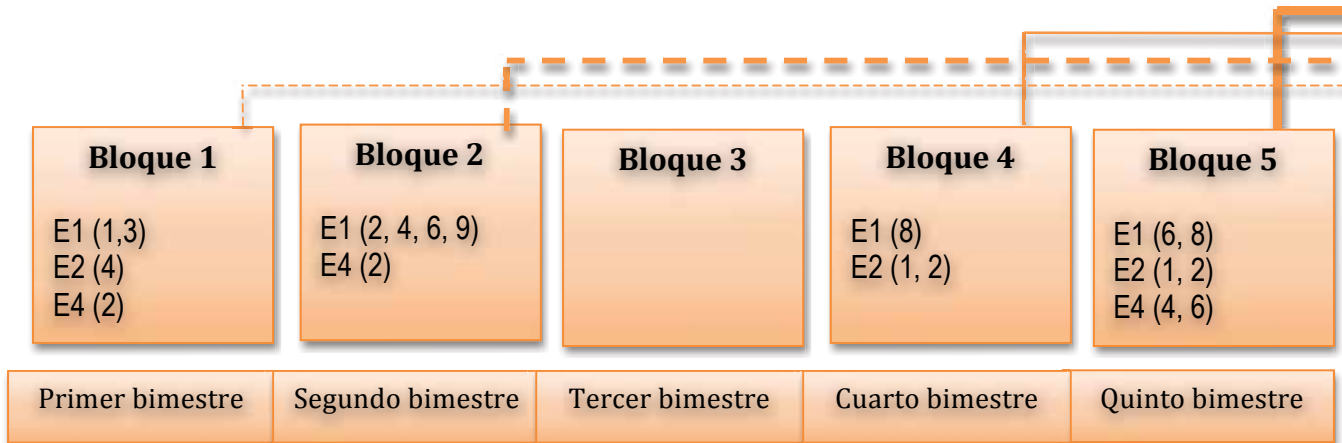 Bloque 1
E1 (1,3)
E2 (4)
E4 (2)
Bloque 2
E1 (2, 4, 6, 9)
E4 (2)
Bloque 3
Bloque 4
E1 (8)
E2 (1, 2)
Bloque 5
E1 (6, 8)
E2 (1, 2)
E4 (4, 6)
Primer bimestre
Segundo bimestre
Tercer bimestre
Cuarto bimestre
Quinto bimestre